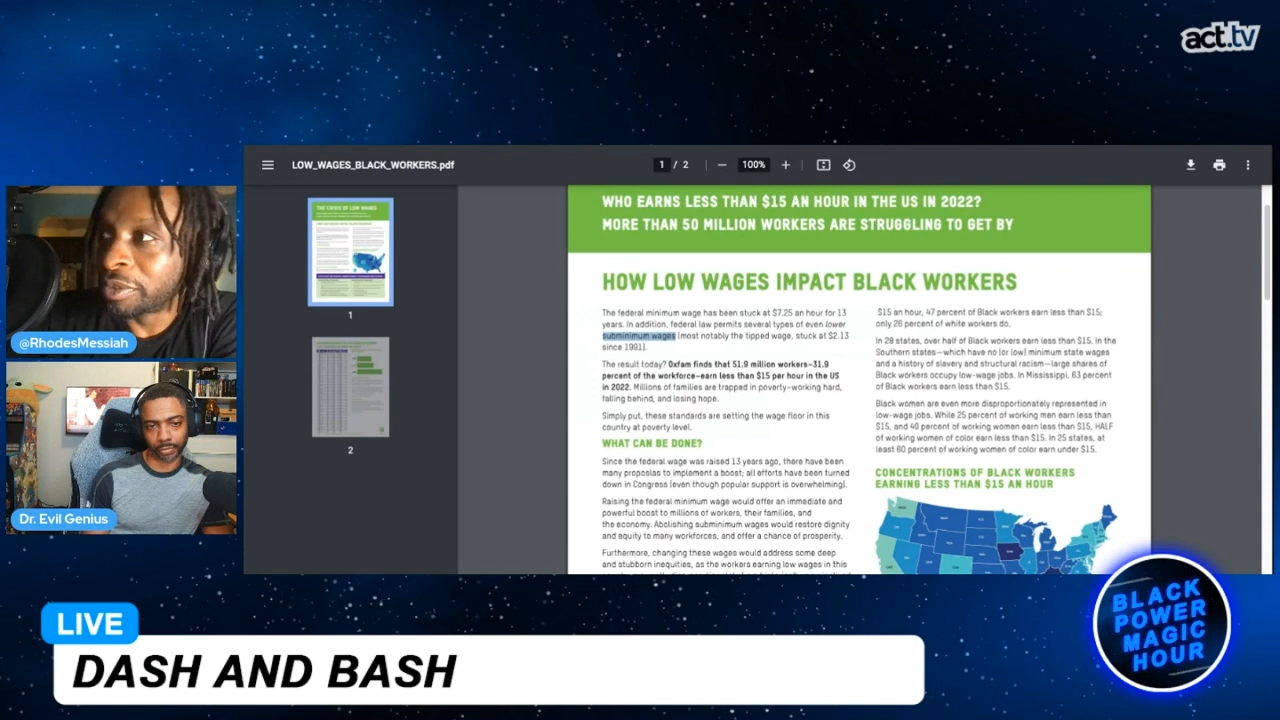 act.tv
LOW_WAGES_BLACK_WORKERS.pdf
1 / 2
100%
THE CRISIS OF LOW WAGES
1
2
WHO EARNS LESS THAN $15 AN HOUR IN THE US IN 2022?
MORE THAN 50 MILLION WORKERS ARE STRUGGLING TO GET BY
HOW LOW WAGES IMPACT BLACK WORKERS
The federal minimum wage has been stuck at $7.25 an hour for 13
years. In addition, federal law permits several types of even lower
subminimum wages (most notably the tipped wage, stuck at $2.13
since 1991).
The result today? Oxfam finds that 51.9 million workers–31.9
percent of the workforce–earn less than $15 per hour in the US
in 2022. Millions of families are trapped in poverty–working hard,
falling behind, and losing hope.
Simply put, these standards are setting the wage floor in this
country at poverty level.
WHAT CAN BE DONE?
Since the federal wage was raised 13 years ago, there have been
many proposlas to implement a boost; all efforts have been turned
down in Congress (even though popular support is overwhelming).
Raising the federal minimum wage would offer an immediate and
powerful boost to millions of workers, their families, and
the economy. Abolishing subminimum wages would restore dignity
and equity to many workforces, and offer a chance of prosperity.
Furthermore, changing these wages would address some deep
and stubborn inequities, as the workers earning low wages in this
$15 an hour, 47 percent of Black workers earn less than $15;
only 26 percent of white workers do.
In 28 states, over half of Black workers earn less than $15. In the
Southern states—which have no (or low) minimum state wages
and a history of slavery and structural racism—large shares of
Black workers occupy low-wage jobs. In Mississippi, 63 percent
of Black workers earn less than $15.
Black women are even more disproportionately represented in
low-wage jobs. While 25 percent of working men earn less than
$15, and 40 percent of working women earn less than $15, HALF
of working women of color earn less than $15. In 25 states, at
least 60 percent of working women of color earn under $15.
CONCENTRATIONS OF BLACK WORKERS
EARNING LESS THAN $15 AN HOUR
@RhodesMessiah
Dr. Evil Genius
LIVE
DASH AND BASH
BLACK
POWER
MAGIC
HOUR